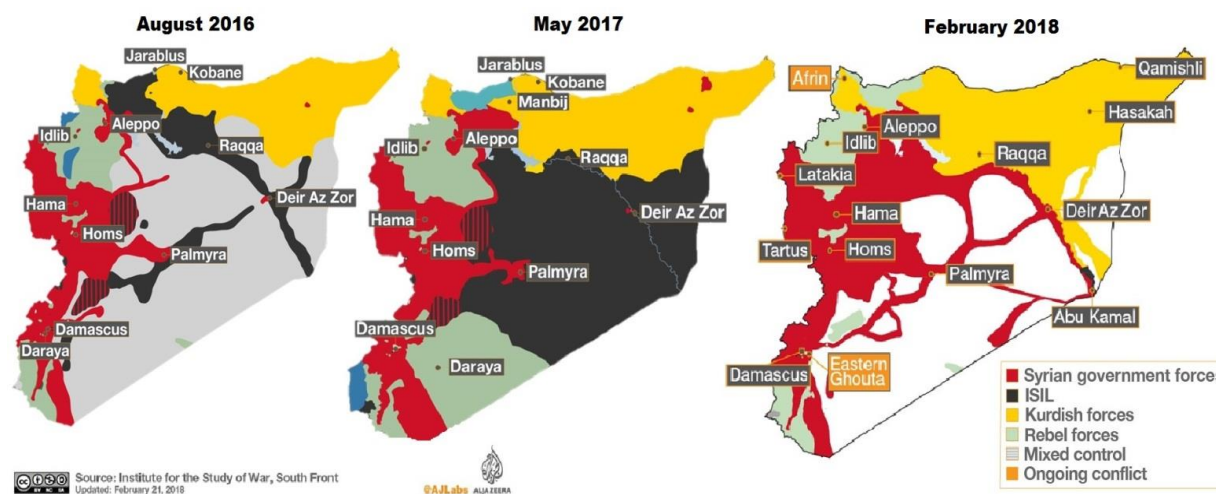 August 2016
Jarablus
Kobane
Aleppo
Idlib
Raqqa
Deir Az Zor
Hama
Homs
Palmyra
Damascus
Daraya
May 2017
Jarablus
Kobane
Manbij
Aleppo
Idlib
Raqqa
Deir Az Zor
Hama
Homs
Palmyra
Damascus
Daraya
February 2018
Afrin
Qamishli
Hasakah
Aleppo
Idlib
Raqqa
Latakia
Deir Az Zor
Hama
Tartus
Homs
Palmyra
Abu Kamal
Damascus
Eastern
Ghouta
Syrian government forces
ISIL
Kurdish forces
Rebel forces
Mixed control
Ongoing conflict
Source: Institute for the Study of War, South Front
Updated: February 21, 2018
@AJLabs
ALJAZEERA